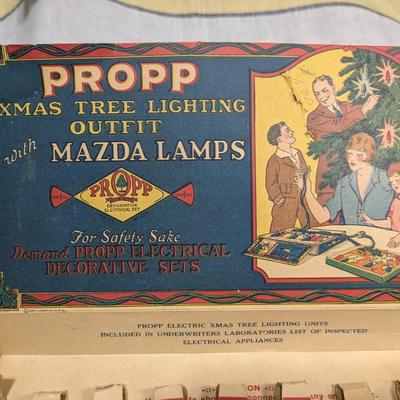 PROPP
XMAS TREE LIGHTING
OUTFIT
with MAZDA LAMPS
PROPP
DECORATIVE
ELECTRICAL SET
For Safety Sake
Demand PROPP ELECTRICAL
DECORATIVE SETS
PROPP ELECTRIC XMAS TREE LIGHTING UNITS
INCLUDED IN UNDERWRITERS LABORATORIES LIST OF INSPECTED
ELECTRICAL APPLIANCES
ON